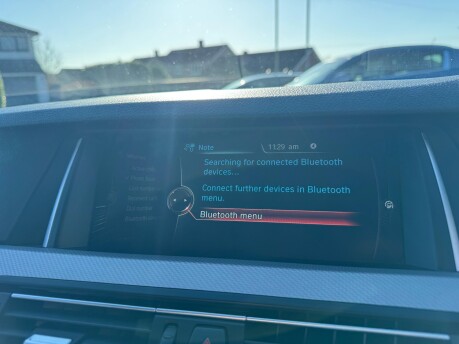 Note
11:29 am
Searching for connected Bluetooth
devices...
Connect further devices in Bluetooth
menu.
Bluetooth menu